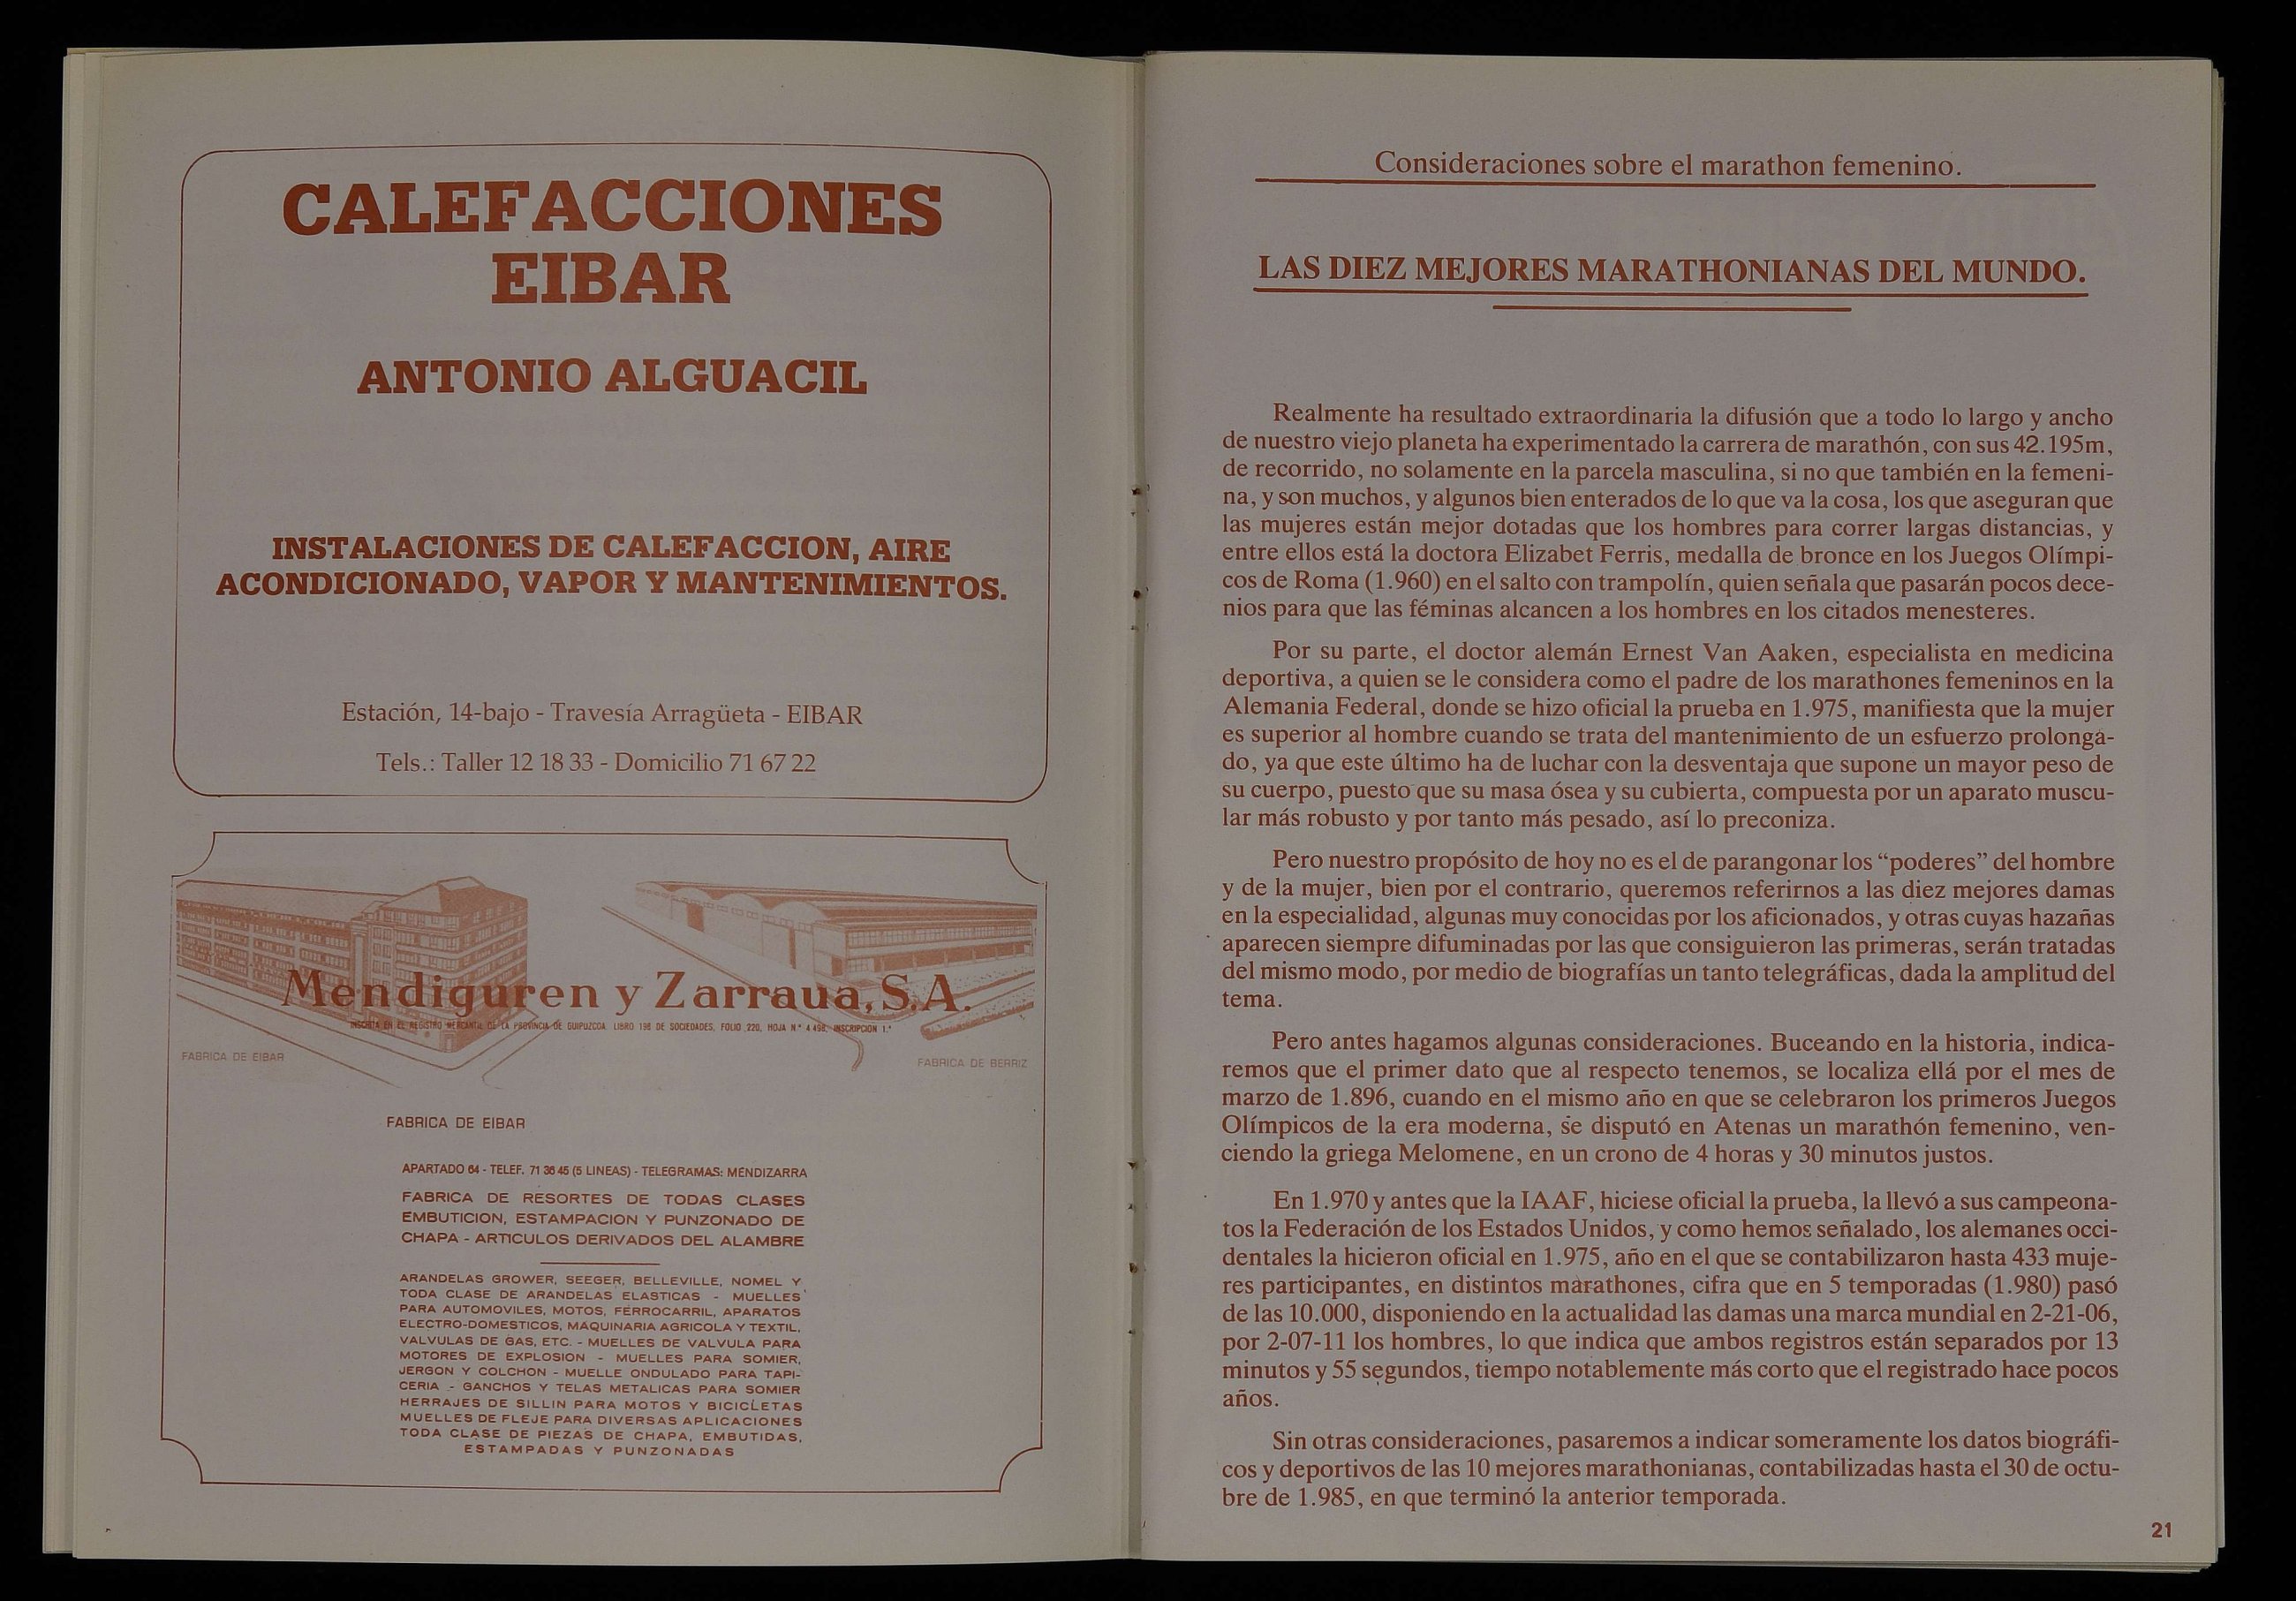 CALEFACCIONES
EIBAR
ANTONIO ALGUACIL
INSTALACIONES DE CALEFACCION, AIRE
ACONDICIONADO, VAPOR Y MANTENIMIENTOS.
Estación, 14-bajo - Travesía Arragüeta - EIBAR
Tels.: Taller 12 18 33 - Domicilio 71 67 22
Mendiguren y Zarraua, S.A.
INSCRITA EN EL REGISTRO MERCANTIL DE LA PROVINCIA DE GUIPUZCOA. LIBRO 198 DE SOCIEDADES, FOLIO 220, HOJA N.º 4.459, INSCRIPCION 1.ª
FABRICA DE EIBAR
FABRICA DE BERRIZ
FABRICA DE EIBAR
APARTADO 64 - TELEF. 71 36 45 (5 LINEAS) - TELEGRAMAS: MENDIZARRA
FABRICA DE RESORTES DE TODAS CLASES
EMBUTICION, ESTAMPACION Y PUNZONADO DE
CHAPA - ARTICULOS DERIVADOS DEL ALAMBRE
ARANDELAS GROWER, SEEGER, BELLEVILLE, NOMEL Y
TODA CLASE DE ARANDELAS ELASTICAS - MUELLES
PARA AUTOMOVILES, MOTOS, FERROCARRIL, APARATOS
ELECTRO-DOMESTICOS, MAQUINARIA AGRICOLA Y TEXTIL,
VALVULAS DE GAS, ETC. - MUELLES DE VALVULA PARA
MOTORES DE EXPLOSION - MUELLES PARA SOMIER,
JERGON Y COLCHON - MUELLE ONDULADO PARA TAPI-
CERIA - GANCHOS Y TELAS METALICAS PARA SOMIER
HERRAJES DE SILLIN PARA MOTOS Y BICICLETAS
MUELLES DE FLEJE PARA DIVERSAS APLICACIONES
TODA CLASE DE PIEZAS DE CHAPA, EMBUTIDAS,
ESTAMPADAS Y PUNZONADAS
Consideraciones sobre el marathon femenino.
LAS DIEZ MEJORES MARATHONIANAS DEL MUNDO.
Realmente ha resultado extraordinaria la difusión que a todo lo largo y ancho
de nuestro viejo planeta ha experimentado la carrera de marathón, con sus 42.195m,
de recorrido, no solamente en la parcela masculina, si no que también en la femeni-
na, y son muchos, y algunos bien enterados de lo que va la cosa, los que aseguran que
las mujeres están mejor dotadas que los hombres para correr largas distancias, y
entre ellos está la doctora Elizabet Ferris, medalla de bronce en los Juegos Olímpi-
cos de Roma (1.960) en el salto con trampolín, quien señala que pasarán pocos dece-
nios para que las féminas alcancen a los hombres en los citados menesteres.
Por su parte, el doctor alemán Ernest Van Aaken, especialista en medicina
deportiva, a quien se le considera como el padre de los marathones femeninos en la
Alemania Federal, donde se hizo oficial la prueba en 1.975, manifiesta que la mujer
es superior al hombre cuando se trata del mantenimiento de un esfuerzo prolonga-
do, ya que este último ha de luchar con la desventaja que supone un mayor peso de
su cuerpo, puesto que su masa ósea y su cubierta, compuesta por un aparato muscu-
lar más robusto y por tanto más pesado, así lo preconiza.
Pero nuestro propósito de hoy no es el de parangonar los “poderes” del hombre
y de la mujer, bien por el contrario, queremos referirnos a las diez mejores damas
en la especialidad, algunas muy conocidas por los aficionados, y otras cuyas hazañas
aparecen siempre difuminadas por las que consiguieron las primeras, serán tratadas
del mismo modo, por medio de biografías un tanto telegráficas, dada la amplitud del
tema.
Pero antes hagamos algunas consideraciones. Buceando en la historia, indica-
remos que el primer dato que al respecto tenemos, se localiza ellá por el mes de
marzo de 1.896, cuando en el mismo año en que se celebraron los primeros Juegos
Olímpicos de la era moderna, se disputó en Atenas un marathón femenino, ven-
ciendo la griega Melomene, en un crono de 4 horas y 30 minutos justos.
En 1.970 y antes que la IAAF, hiciese oficial la prueba, la llevó a sus campeona-
tos la Federación de los Estados Unidos, y como hemos señalado, los alemanes occi-
dentales la hicieron oficial en 1.975, año en el que se contabilizaron hasta 433 muje-
res participantes, en distintos marathones, cifra que en 5 temporadas (1.980) pasó
de las 10.000, disponiendo en la actualidad las damas una marca mundial en 2-21-06,
por 2-07-11 los hombres, lo que indica que ambos registros están separados por 13
minutos y 55 segundos, tiempo notablemente más corto que el registrado hace pocos
años.
Sin otras consideraciones, pasaremos a indicar someramente los datos biográfi-
cos y deportivos de las 10 mejores marathonianas, contabilizadas hasta el 30 de octu-
bre de 1.985, en que terminó la anterior temporada.
21